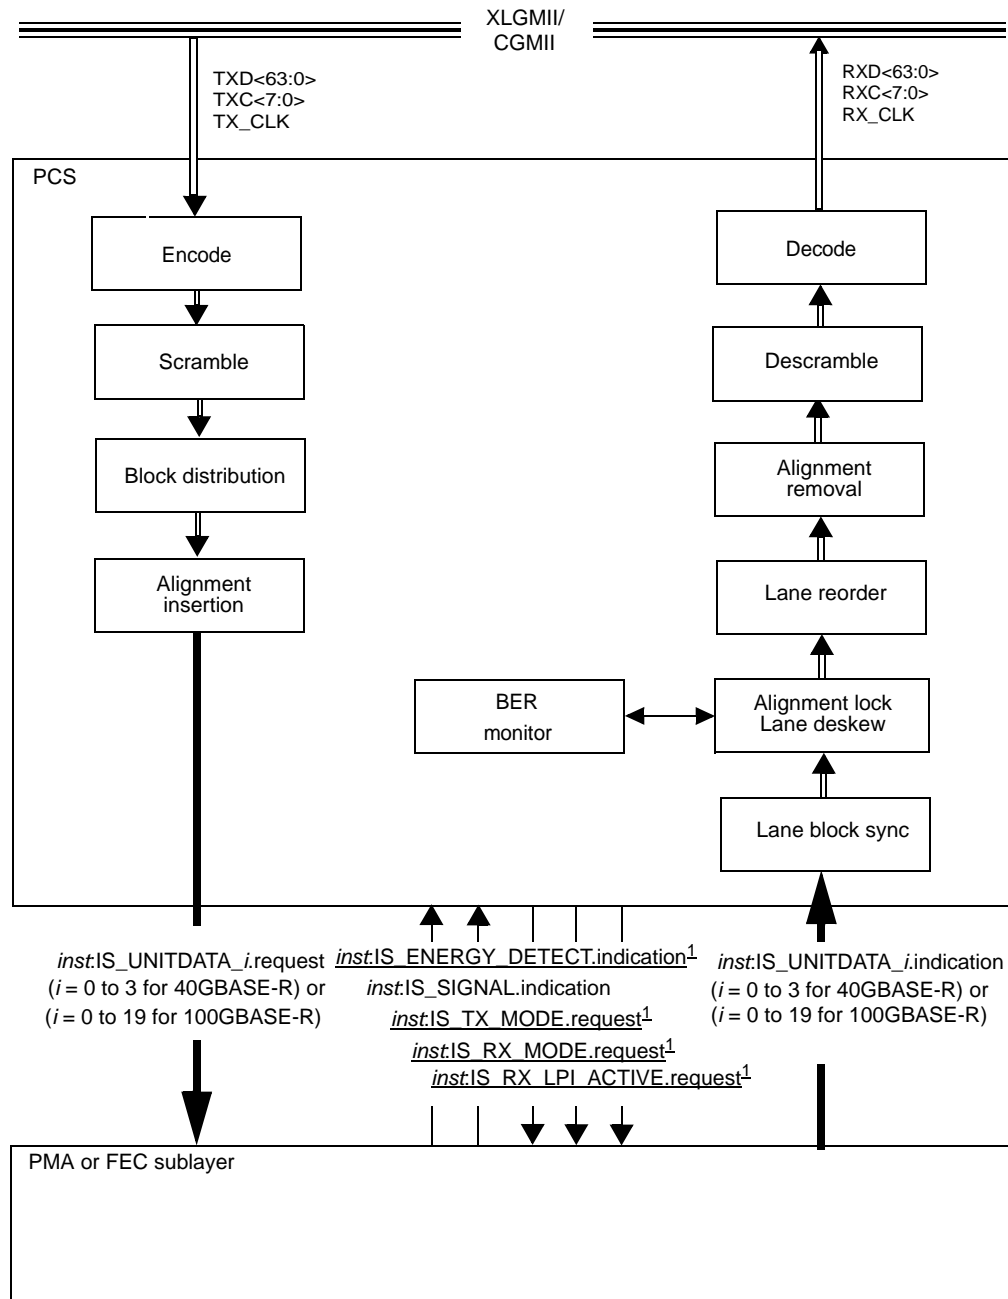 XLGMII/
CGMII
TXD<63:0>
TXC<7:0>
TX_CLK
RXD<63:0>
RXC<7:0>
RX_CLK
PCS
Encode
Scramble
Block distribution
Alignment
insertion
Decode
Descramble
Alignment
removal
Lane reorder
Alignment lock
Lane deskew
BER
monitor
Lane block sync
inst:IS_UNITDATA_i.request
(i = 0 to 3 for 40GBASE-R) or
(i = 0 to 19 for 100GBASE-R)
inst:IS_ENERGY_DETECT.indication1
inst:IS_SIGNAL.indication
inst:IS_TX_MODE.request1
inst:IS_RX_MODE.request1
inst:IS_RX_LPI_ACTIVE.request1
inst:IS_UNITDATA_i.indication
(i = 0 to 3 for 40GBASE-R) or
(i = 0 to 19 for 100GBASE-R)
PMA or FEC sublayer